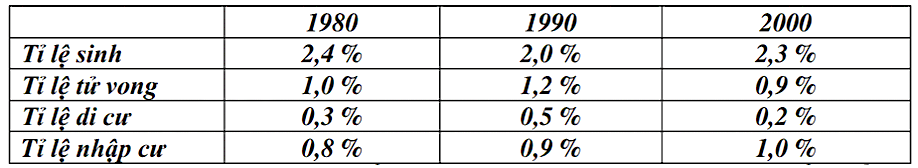 1980 1990 2000
Tỉ lệ sinh 2,4 % 2,0 % 2,3 %
Tỉ lệ tử vong 1,0 % 1,2 % 0,9 %
Tỉ lệ di cư 0,3 % 0,5 % 0,2 %
Tỉ lệ nhập cư 0,8 % 0,9 % 1,0 %